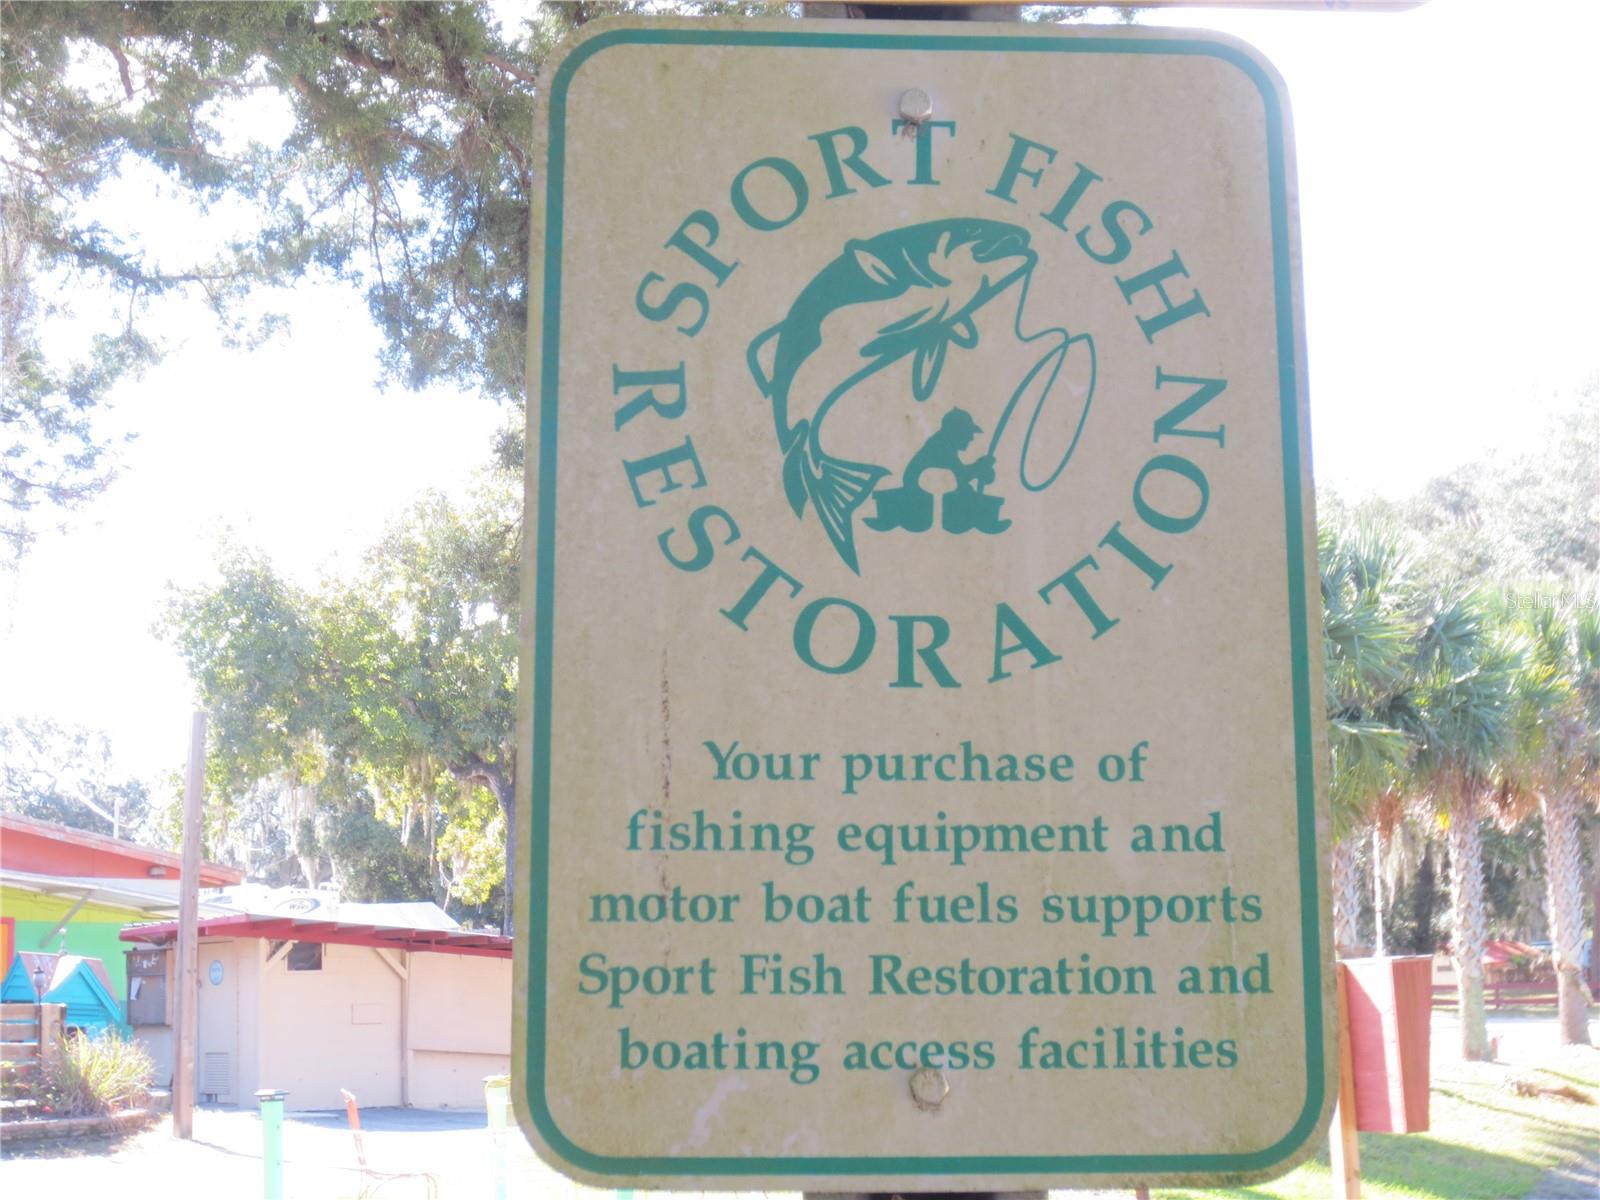 SPORT FISH
RESTORATION
Your purchase of
fishing equipment and
motor boat fuels supports
Sport Fish Restoration and
boating access facilities
StellarMLS